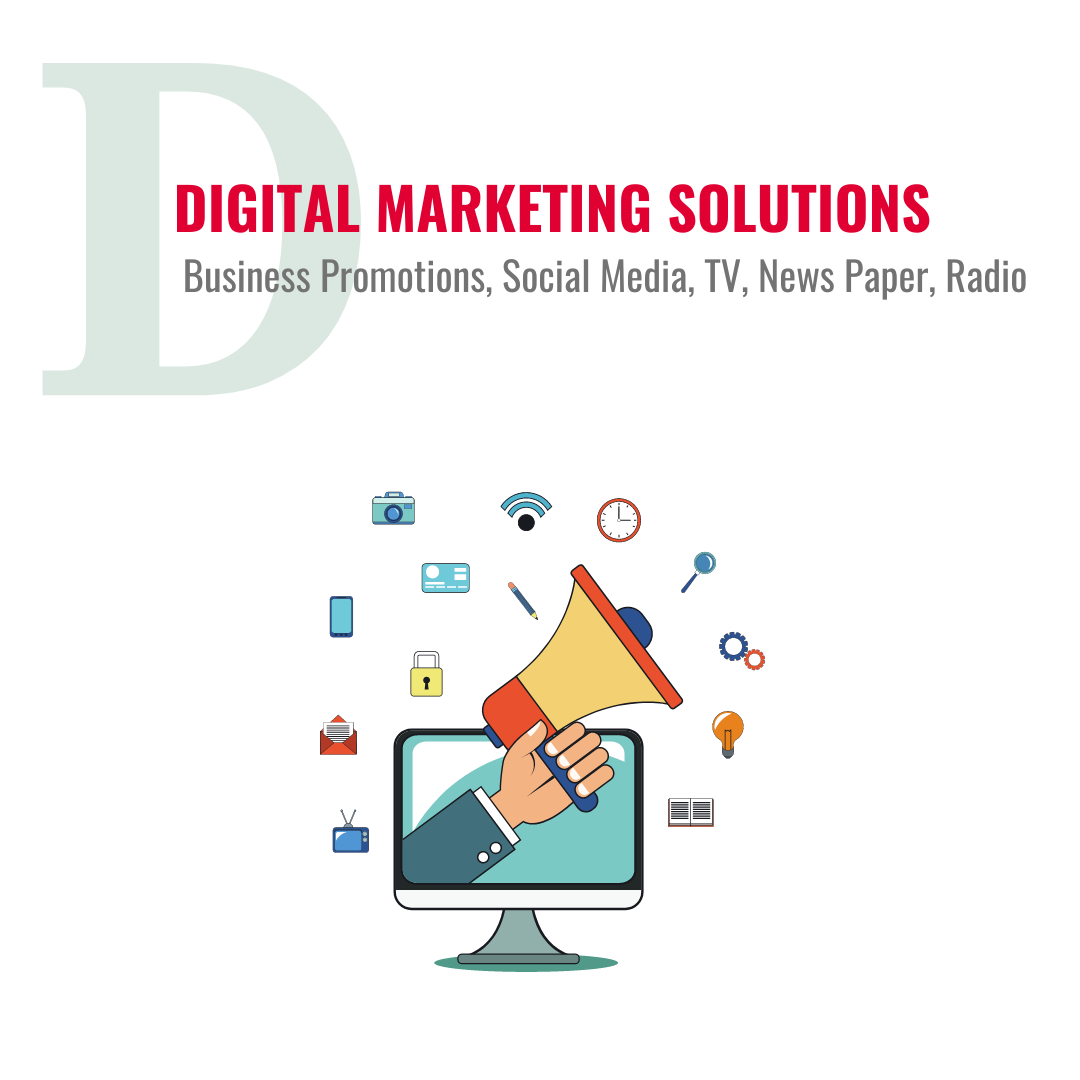 D
DIGITAL MARKETING SOLUTIONS
Business Promotions, Social Media, TV, News Paper, Radio